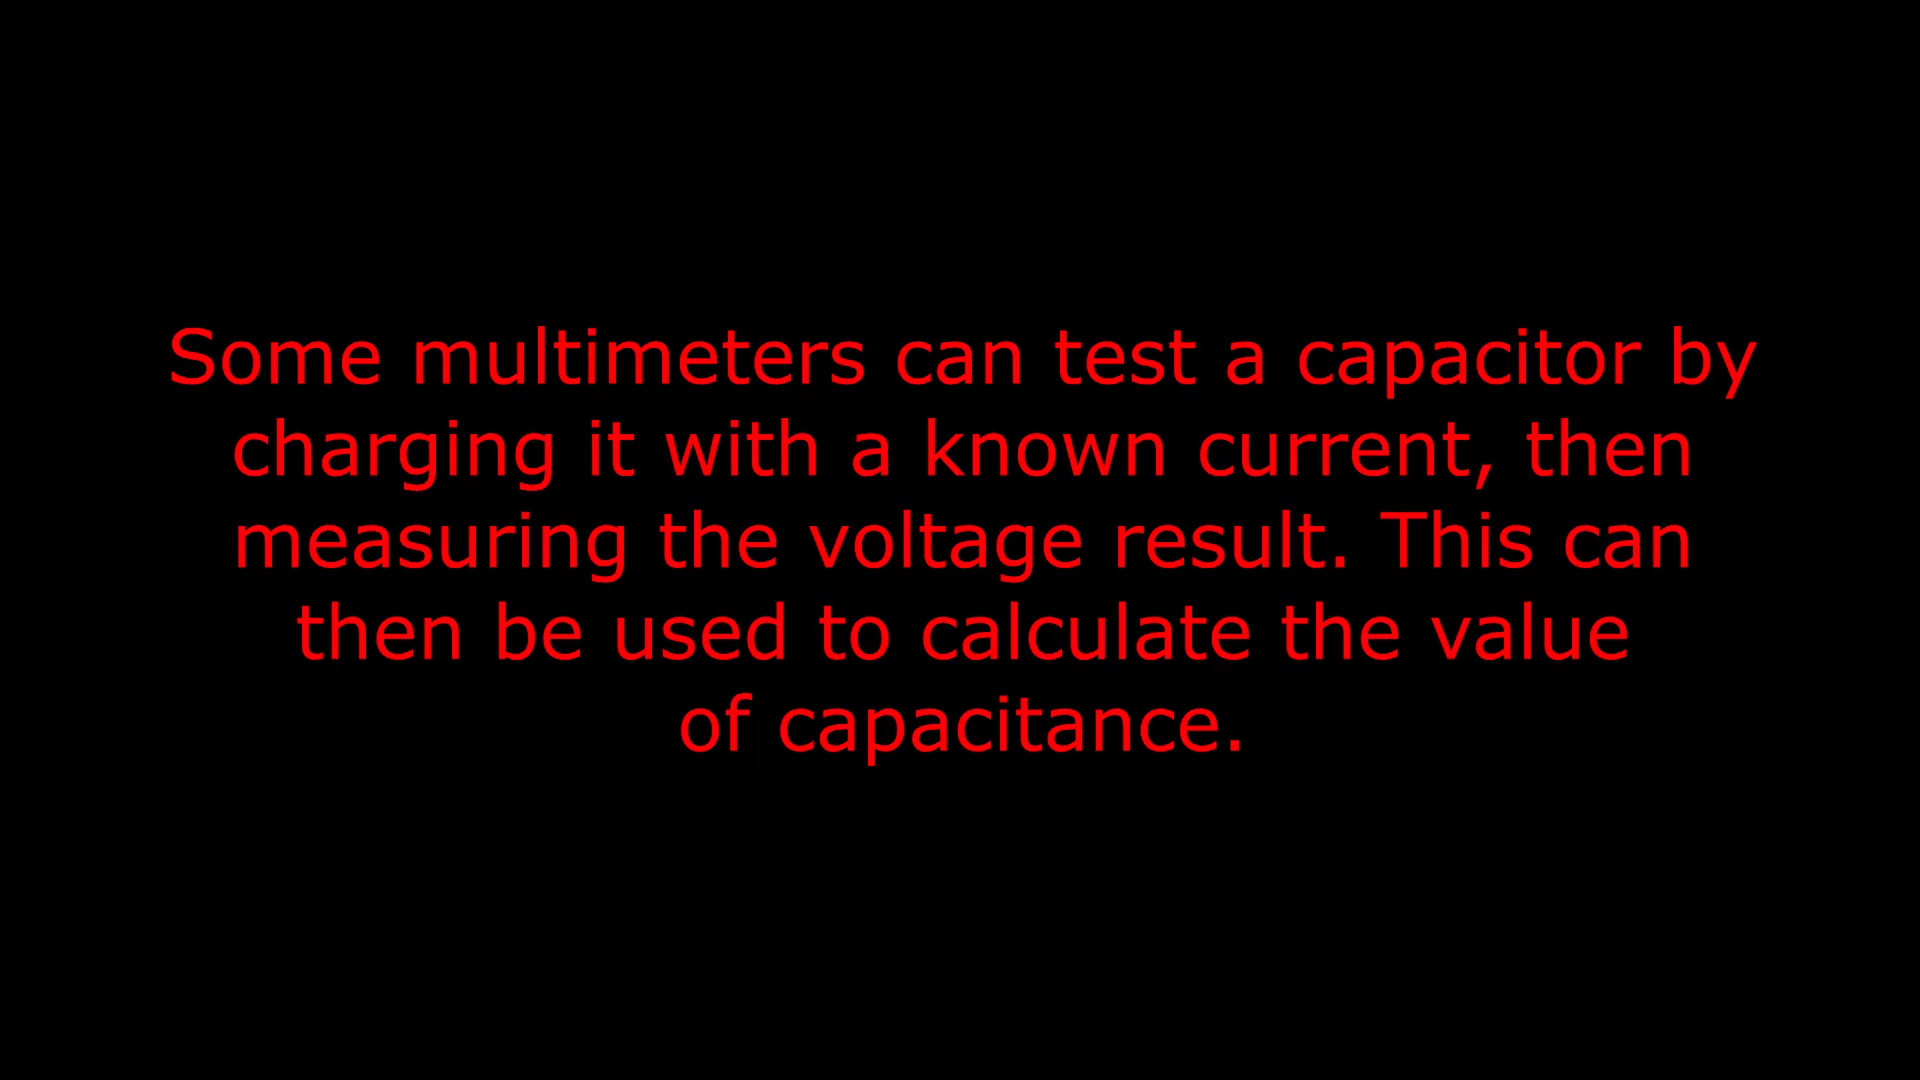 Some multimeters can test a capacitor by
charging it with a known current, then
measuring the voltage result. This can
then be used to calculate the value
of capacitance.